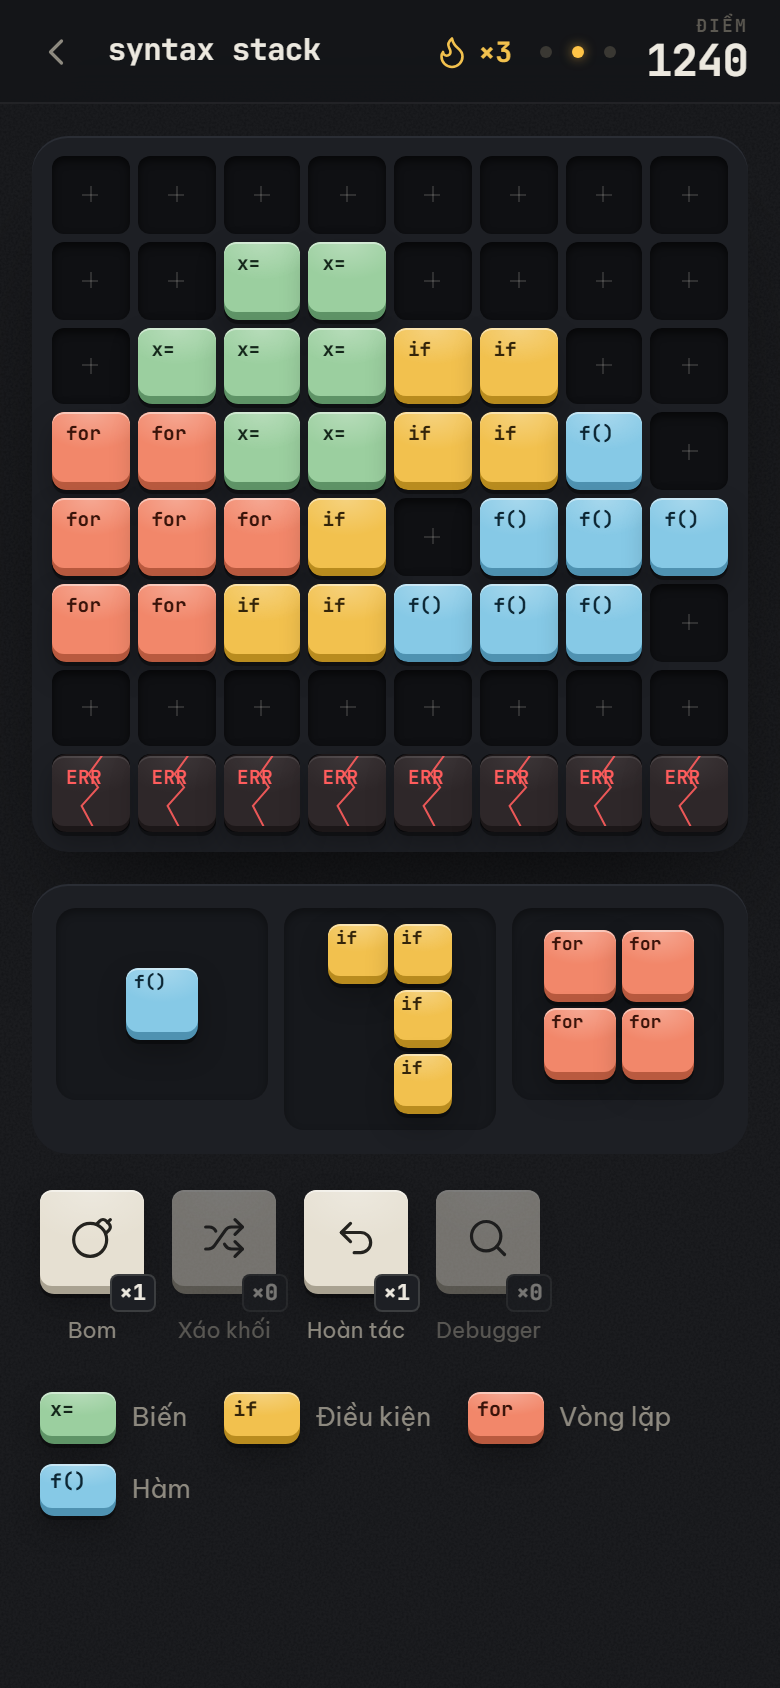 ĐIỂM
syntax stack ×3 1240
x= x=
x= x= x= if if
for for x= x= if if f()
for for for if f() f() f()
for for if if f() f() f()
ERR ERR ERR ERR ERR ERR ERR ERR
f() if if for for
if
for for
if
×1 ×0 ×1 ×0
Bom Xáo khối Hoàn tác Debugger
x= Biến if Điều kiện for Vòng lặp
f() Hàm